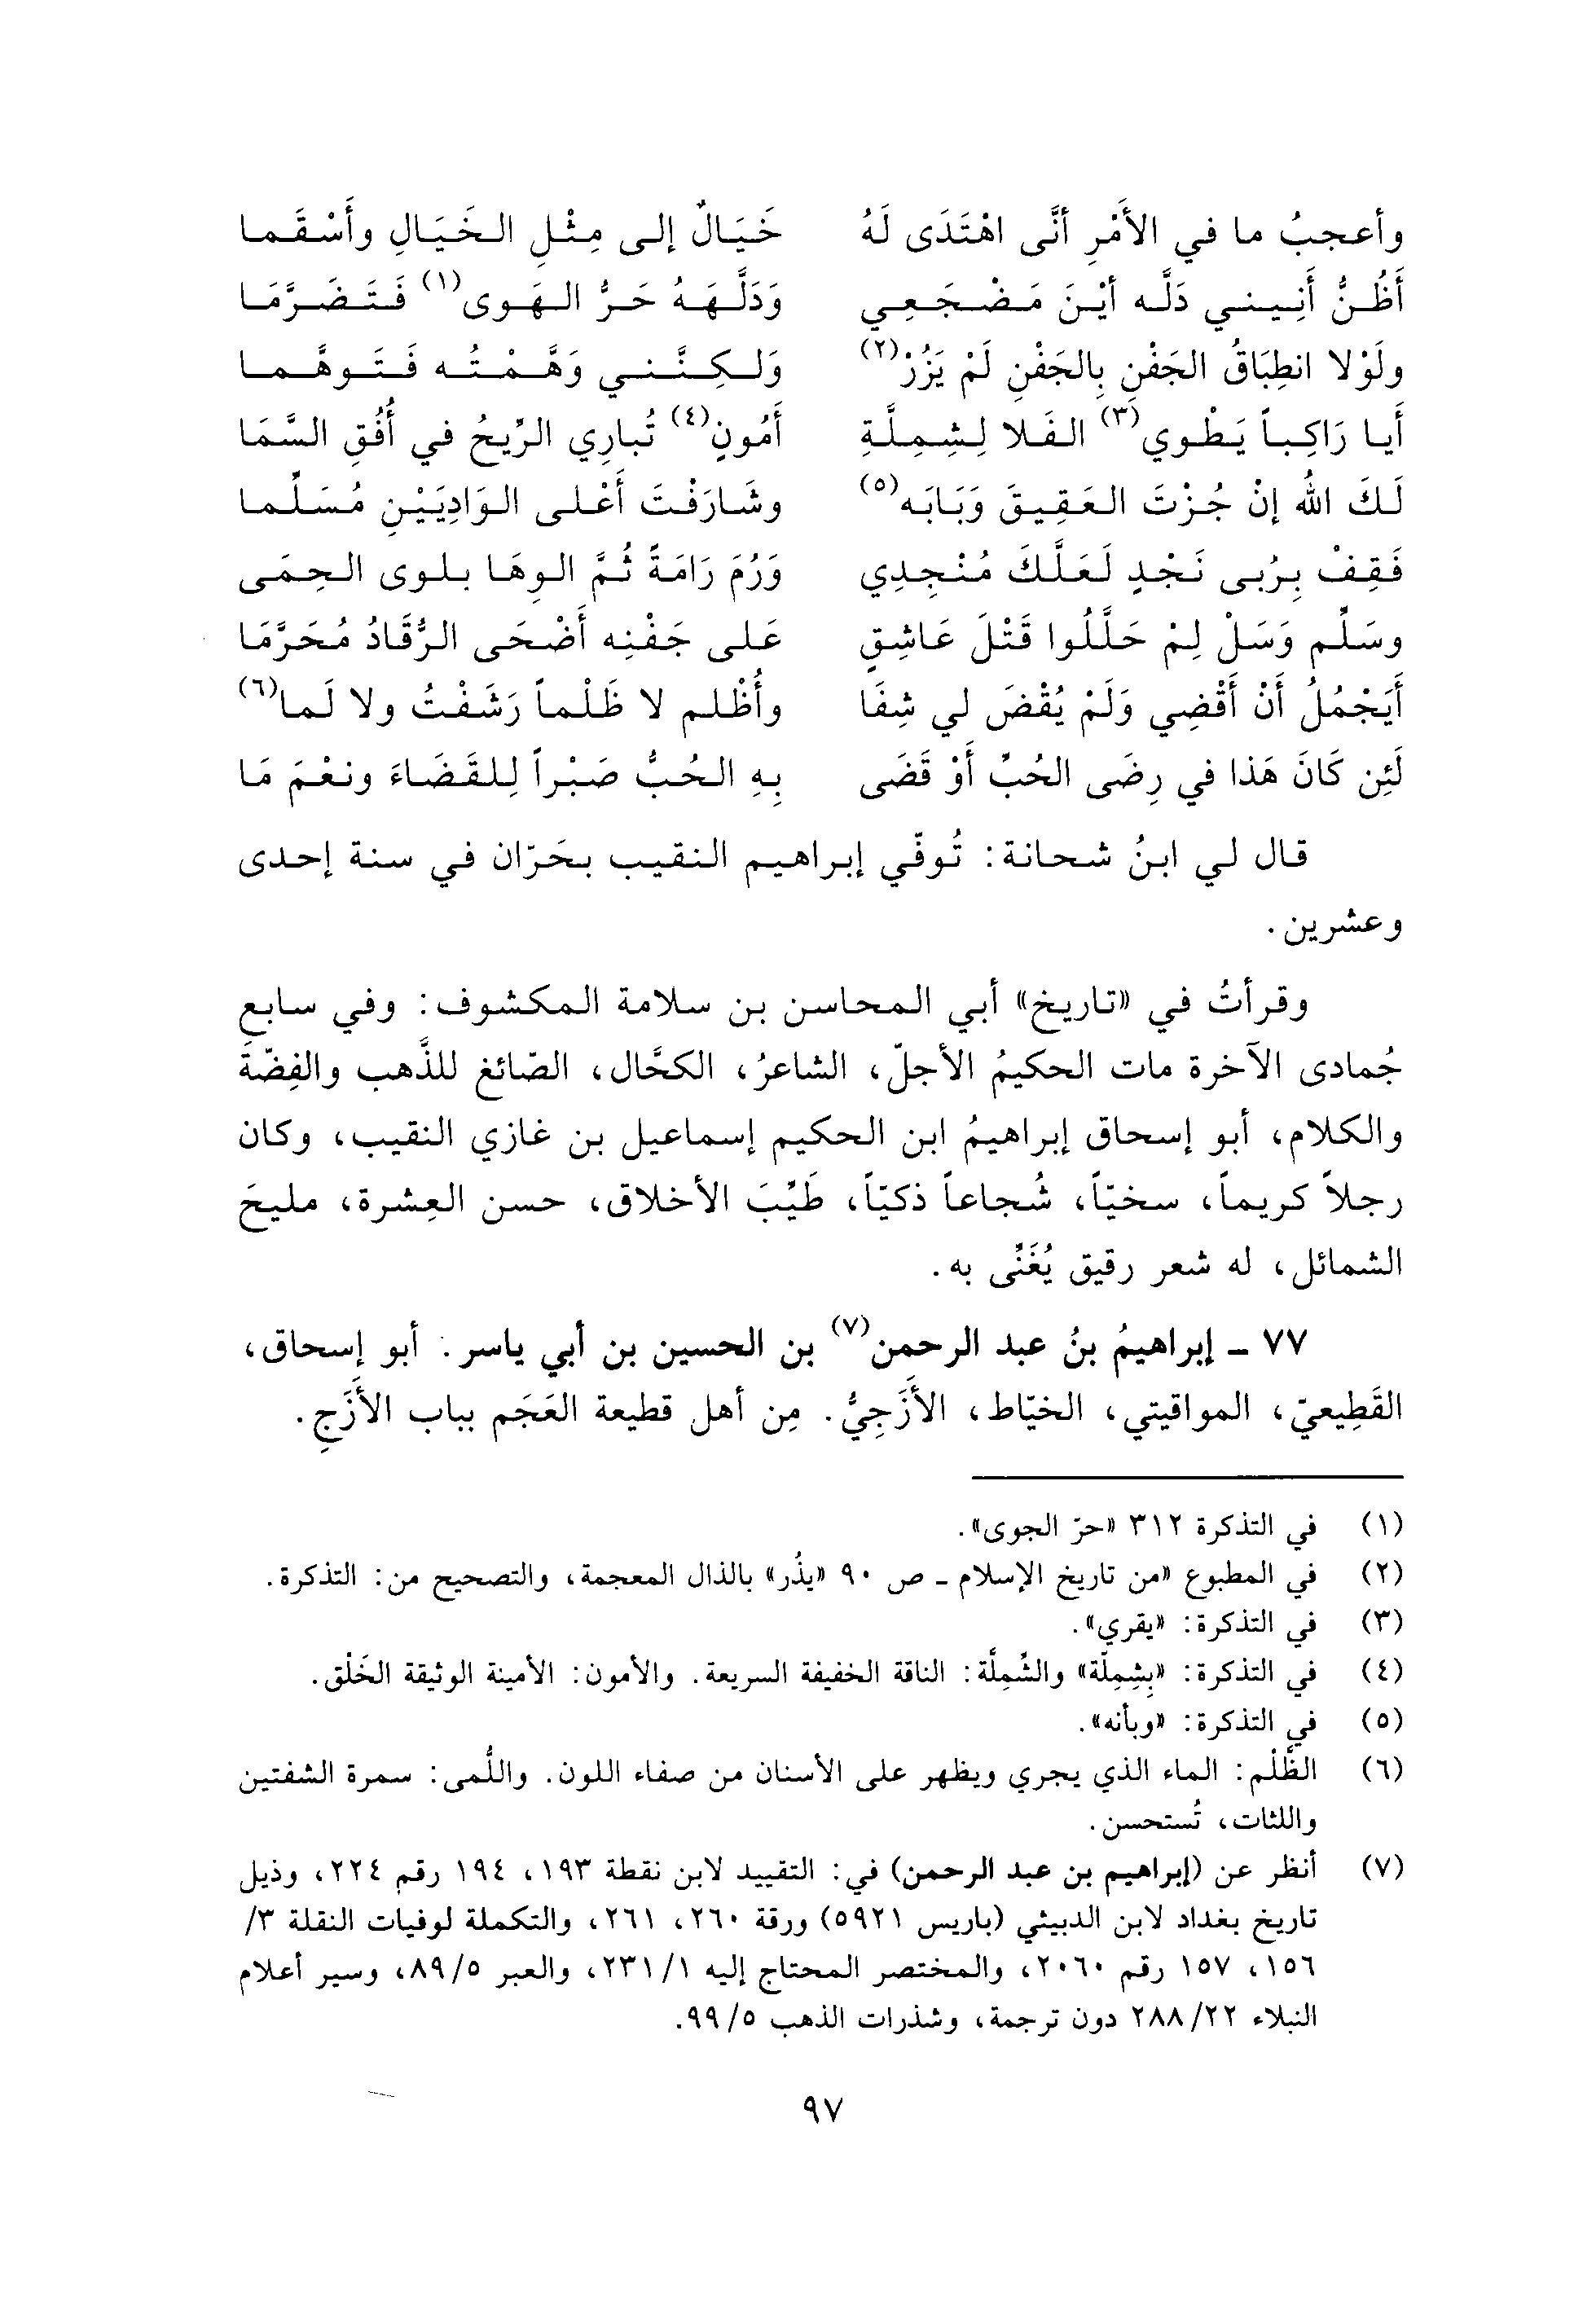 وأعجبُ ما في الأَمْرِ أنَّى اهْتَدَى لَهُ خَيَالٌ إلى مِثْلِ الخَيَالِ وأَسْقَما
أَظُنُّ أَنِيني دَلَّه أيْنَ مَضْجَعِي وَدَلَّهَهُ حَرُّ الهَوى(١) فَتَضَرَّمَا
ولَوْلا انطِبَاقُ الجَفْنِ بِالجَفْنِ لَمْ يَزُرْ(٢) وَلكِنَّني وَهَّمْتُه فَتَوهَّما
أَيا رَاكِباً يَطْوي(٣) الفَلا لِشِمِلَّةِ أَمُونٍ(٤) تُبارِي الرِّيحُ في أُفُقِ السَّمَا
لَكَ اللهُ إنْ جُزْتَ العَقِيقَ وَبَابَه(٥) وشَارَفْتَ أَعْلى الوَادِيَيْنِ مُسَلِّما
فَقِفْ بِرُبى نَجْدٍ لَعَلَّكَ مُنْجِدِي وَرُمَ رَامَةً ثُمَّ الوِهَا بلوى الحِمَى
وسَلِّم وَسَلْ لِمْ حَلَّلُوا قَتْلَ عَاشِقٍ عَلى جَفْنِه أَضْحَى الرُّقَادُ مُحَرَّمَا
أَيَجْمُلُ أَنْ أَقْضِي وَلَمْ يُقْضَ لي شِفَا وأُظْلم لا ظَلْماً رَشَفْتُ ولا لَما(٦)
لَئِن كَانَ هَذا في رِضَى الحُبِّ أَوْ قَضَى بِهِ الحُبُّ صَبْراً لِلقَضَاءَ ونعْمَ مَا
قال لي ابنُ شحانة: تُوفّي إبراهيم النقيب بحَرّان في سنة إحدى
وعشرين.
وقرأتُ في «تاريخ» أبي المحاسن بن سلامة المكشوف: وفي سابع
جُمادى الآخرة مات الحكيمُ الأجلّ، الشاعرُ، الكحَّال، الصّائغ للذَّهب والفِضّة
والكلام، أبو إسحاق إبراهيمُ ابن الحكيم إسماعيل بن غازي النقيب، وكان
رجلاً كريماً، سخيّاً، شُجاعاً ذكيّاً، طَيِّبَ الأخلاق، حسن العِشرة، مليحَ
الشمائل، له شعر رقيق يُغَنَّى به.
٧٧ - إبراهيمُ بنُ عبد الرحمن(٧) بن الحسين بن أبي ياسر. أبو إسحاق،
القَطِيعيّ، المواقيتي، الخيّاط، الأَزَجِيُّ. مِن أهل قطيعة العَجَم بباب الأَزَجِ.
(١) في التذكرة ٣١٢ «حرّ الجوى».
(٢) في المطبوع «من تاريخ الإسلام - ص ٩٠ «يذُر» بالذال المعجمة، والتصحيح من: التذكرة.
(٣) في التذكرة: «يقري».
(٤) في التذكرة: «بِشِمِلّة» والشِّمِلَّة: الناقة الخفيفة السريعة. والأمون: الأمينة الوثيقة الخَلْق.
(٥) في التذكرة: «وبأنه».
(٦) الظَّلْم: الماء الذي يجري ويظهر على الأسنان من صفاء اللون. واللُّمى: سمرة الشفتين
واللثات، تُستحسن.
(٧) أنظر عن (إبراهيم بن عبد الرحمن) في: التقييد لابن نقطة ١٩٣، ١٩٤ رقم ٢٢٤، وذيل
تاريخ بغداد لابن الدبيثي (باريس ٥٩٢١) ورقة ٢٦٠، ٢٦١، والتكملة لوفيات النقلة ٣/
١٥٦، ١٥٧ رقم ٢٠٦٠، والمختصر المحتاج إليه ٢٣١/١، والعبر ٨٩/٥، وسير أعلام
النبلاء ٢٨٨/٢٢ دون ترجمة، وشذرات الذهب ٩٩/٥.
٩٧